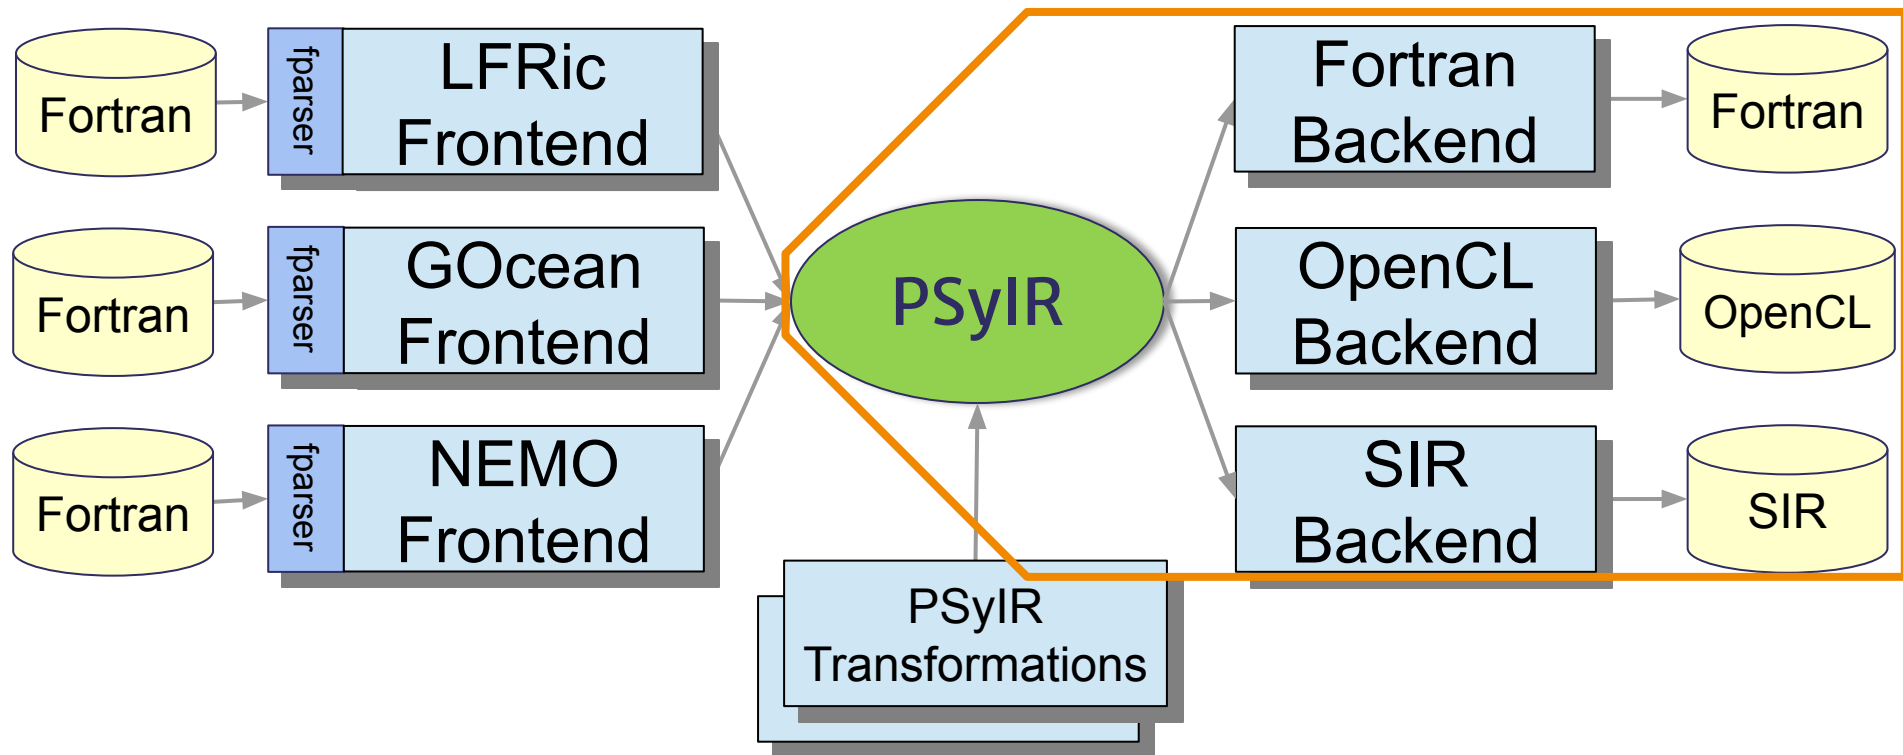 Fortran
fparser
LFRic
Frontend
Fortran
Backend
Fortran
Fortran
fparser
GOcean
Frontend
PSyIR
OpenCL
Backend
OpenCL
Fortran
fparser
NEMO
Frontend
SIR
Backend
SIR
PSyIR
Transformations